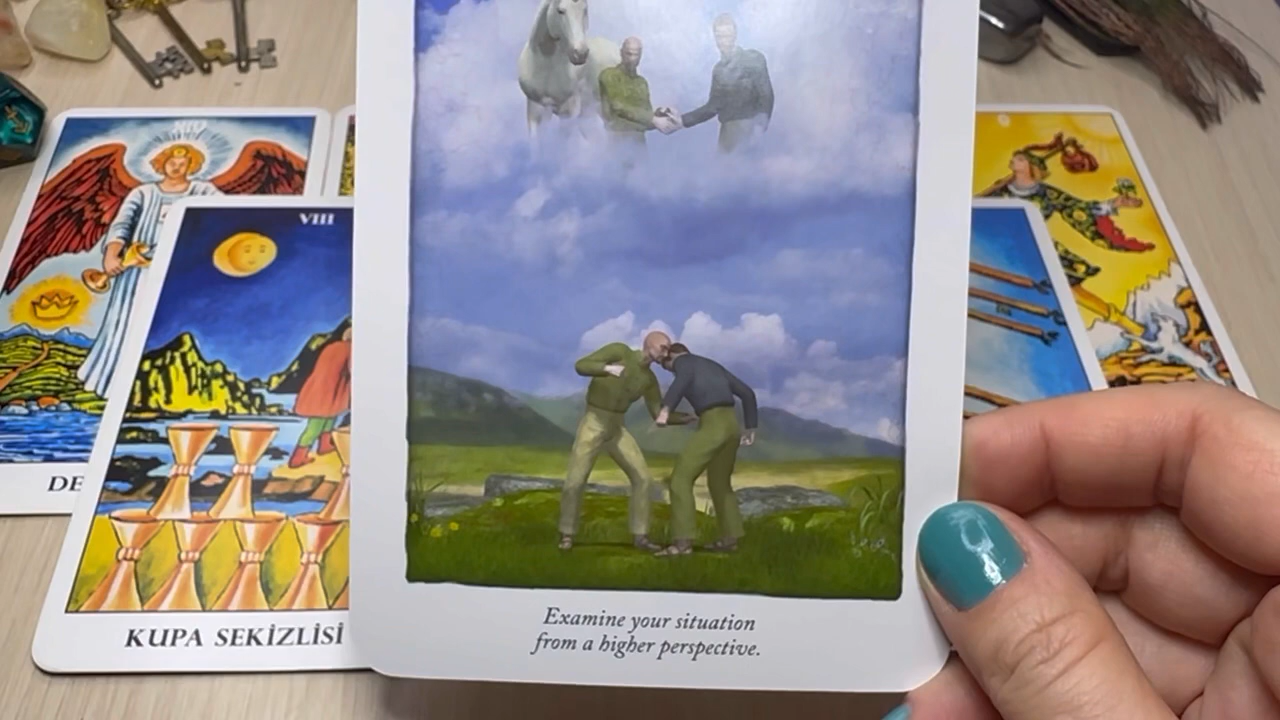 VIII
DE
KUPA SEKİZLİSİ
Examine your situation
from a higher perspective.